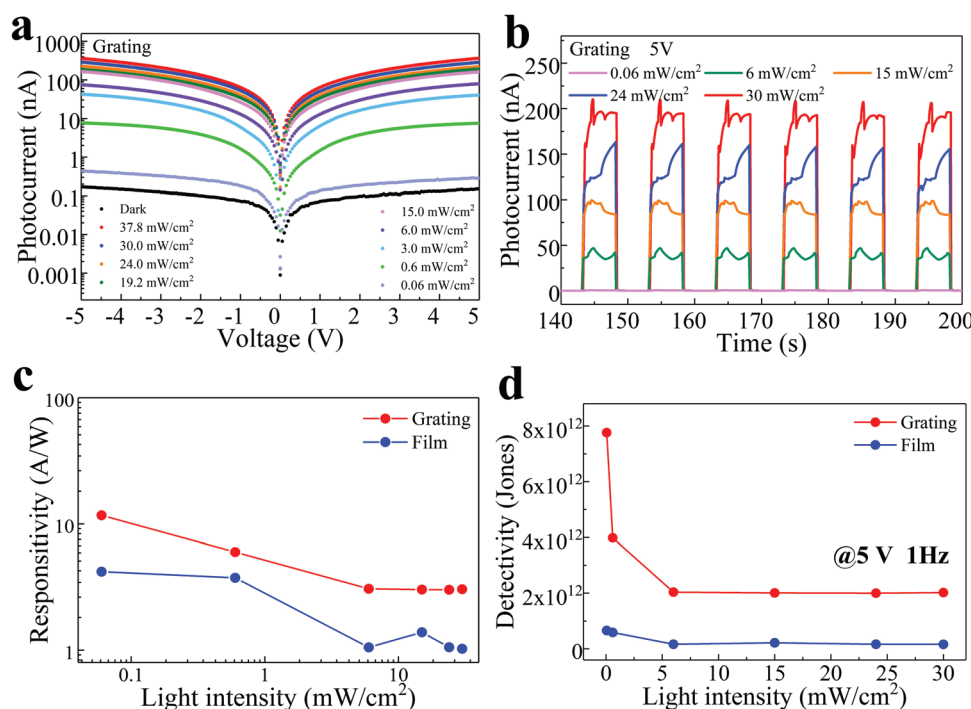 a
Grating
Photocurrent (nA)
1000
100
10
1
0.1
0.01
0.001
Dark
37.8 mW/cm²
30.0 mW/cm²
24.0 mW/cm²
19.2 mW/cm²
15.0 mW/cm²
6.0 mW/cm²
3.0 mW/cm²
0.6 mW/cm²
0.06 mW/cm²
-5 -4 -3 -2 -1 0 1 2 3 4 5
Voltage (V)
b
Grating 5V
0.06 mW/cm² 6 mW/cm² 15 mW/cm²
24 mW/cm² 30 mW/cm²
Photocurrent (nA)
250
200
150
100
50
0
140 150 160 170 180 190 200
Time (s)
c
Grating
Film
Responsitivity (A/W)
100
10
1
0.1 1 10
Light intensity (mW/cm²)
d
Grating
Film
@5 V 1Hz
Detectivity (Jones)
8x10¹²
6x10¹²
4x10¹²
2x10¹²
0
0 5 10 15 20 25 30
Light intensity (mW/cm²)